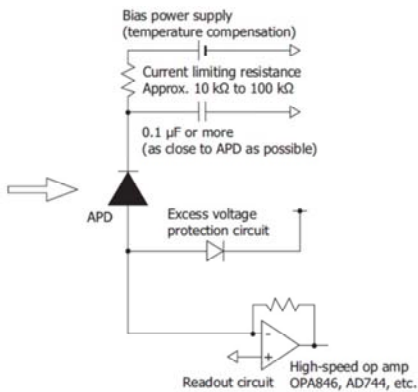 Bias power supply
(temperature compensation)
Current limiting resistance
Approx. 10 kΩ to 100 kΩ
0.1 µF or more
(as close to APD as possible)
APD
Excess voltage
protection circuit
-
+
High-speed op amp
Readout circuit OPA846, AD744, etc.